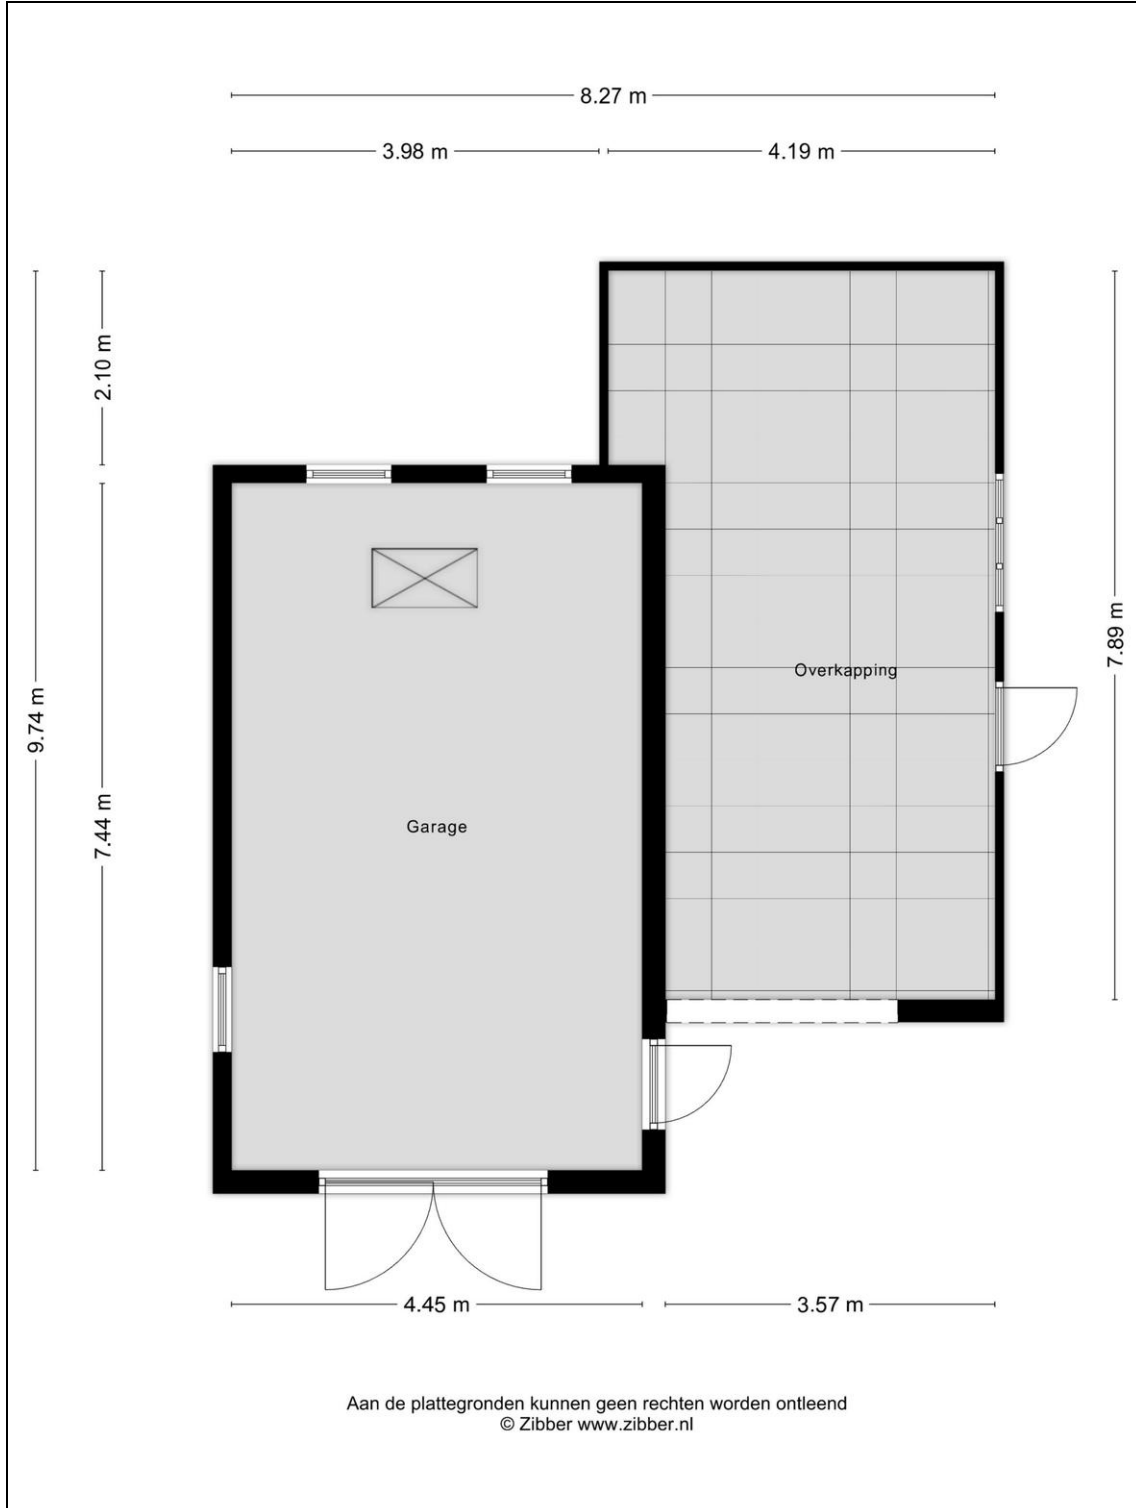 8.27 m
3.98 m
4.19 m
2.10 m
7.89 m
Overkapping
9.74 m
7.44 m
Garage
4.45 m
3.57 m
Aan de plattegronden kunnen geen rechten worden ontleend
© Zibber www.zibber.nl